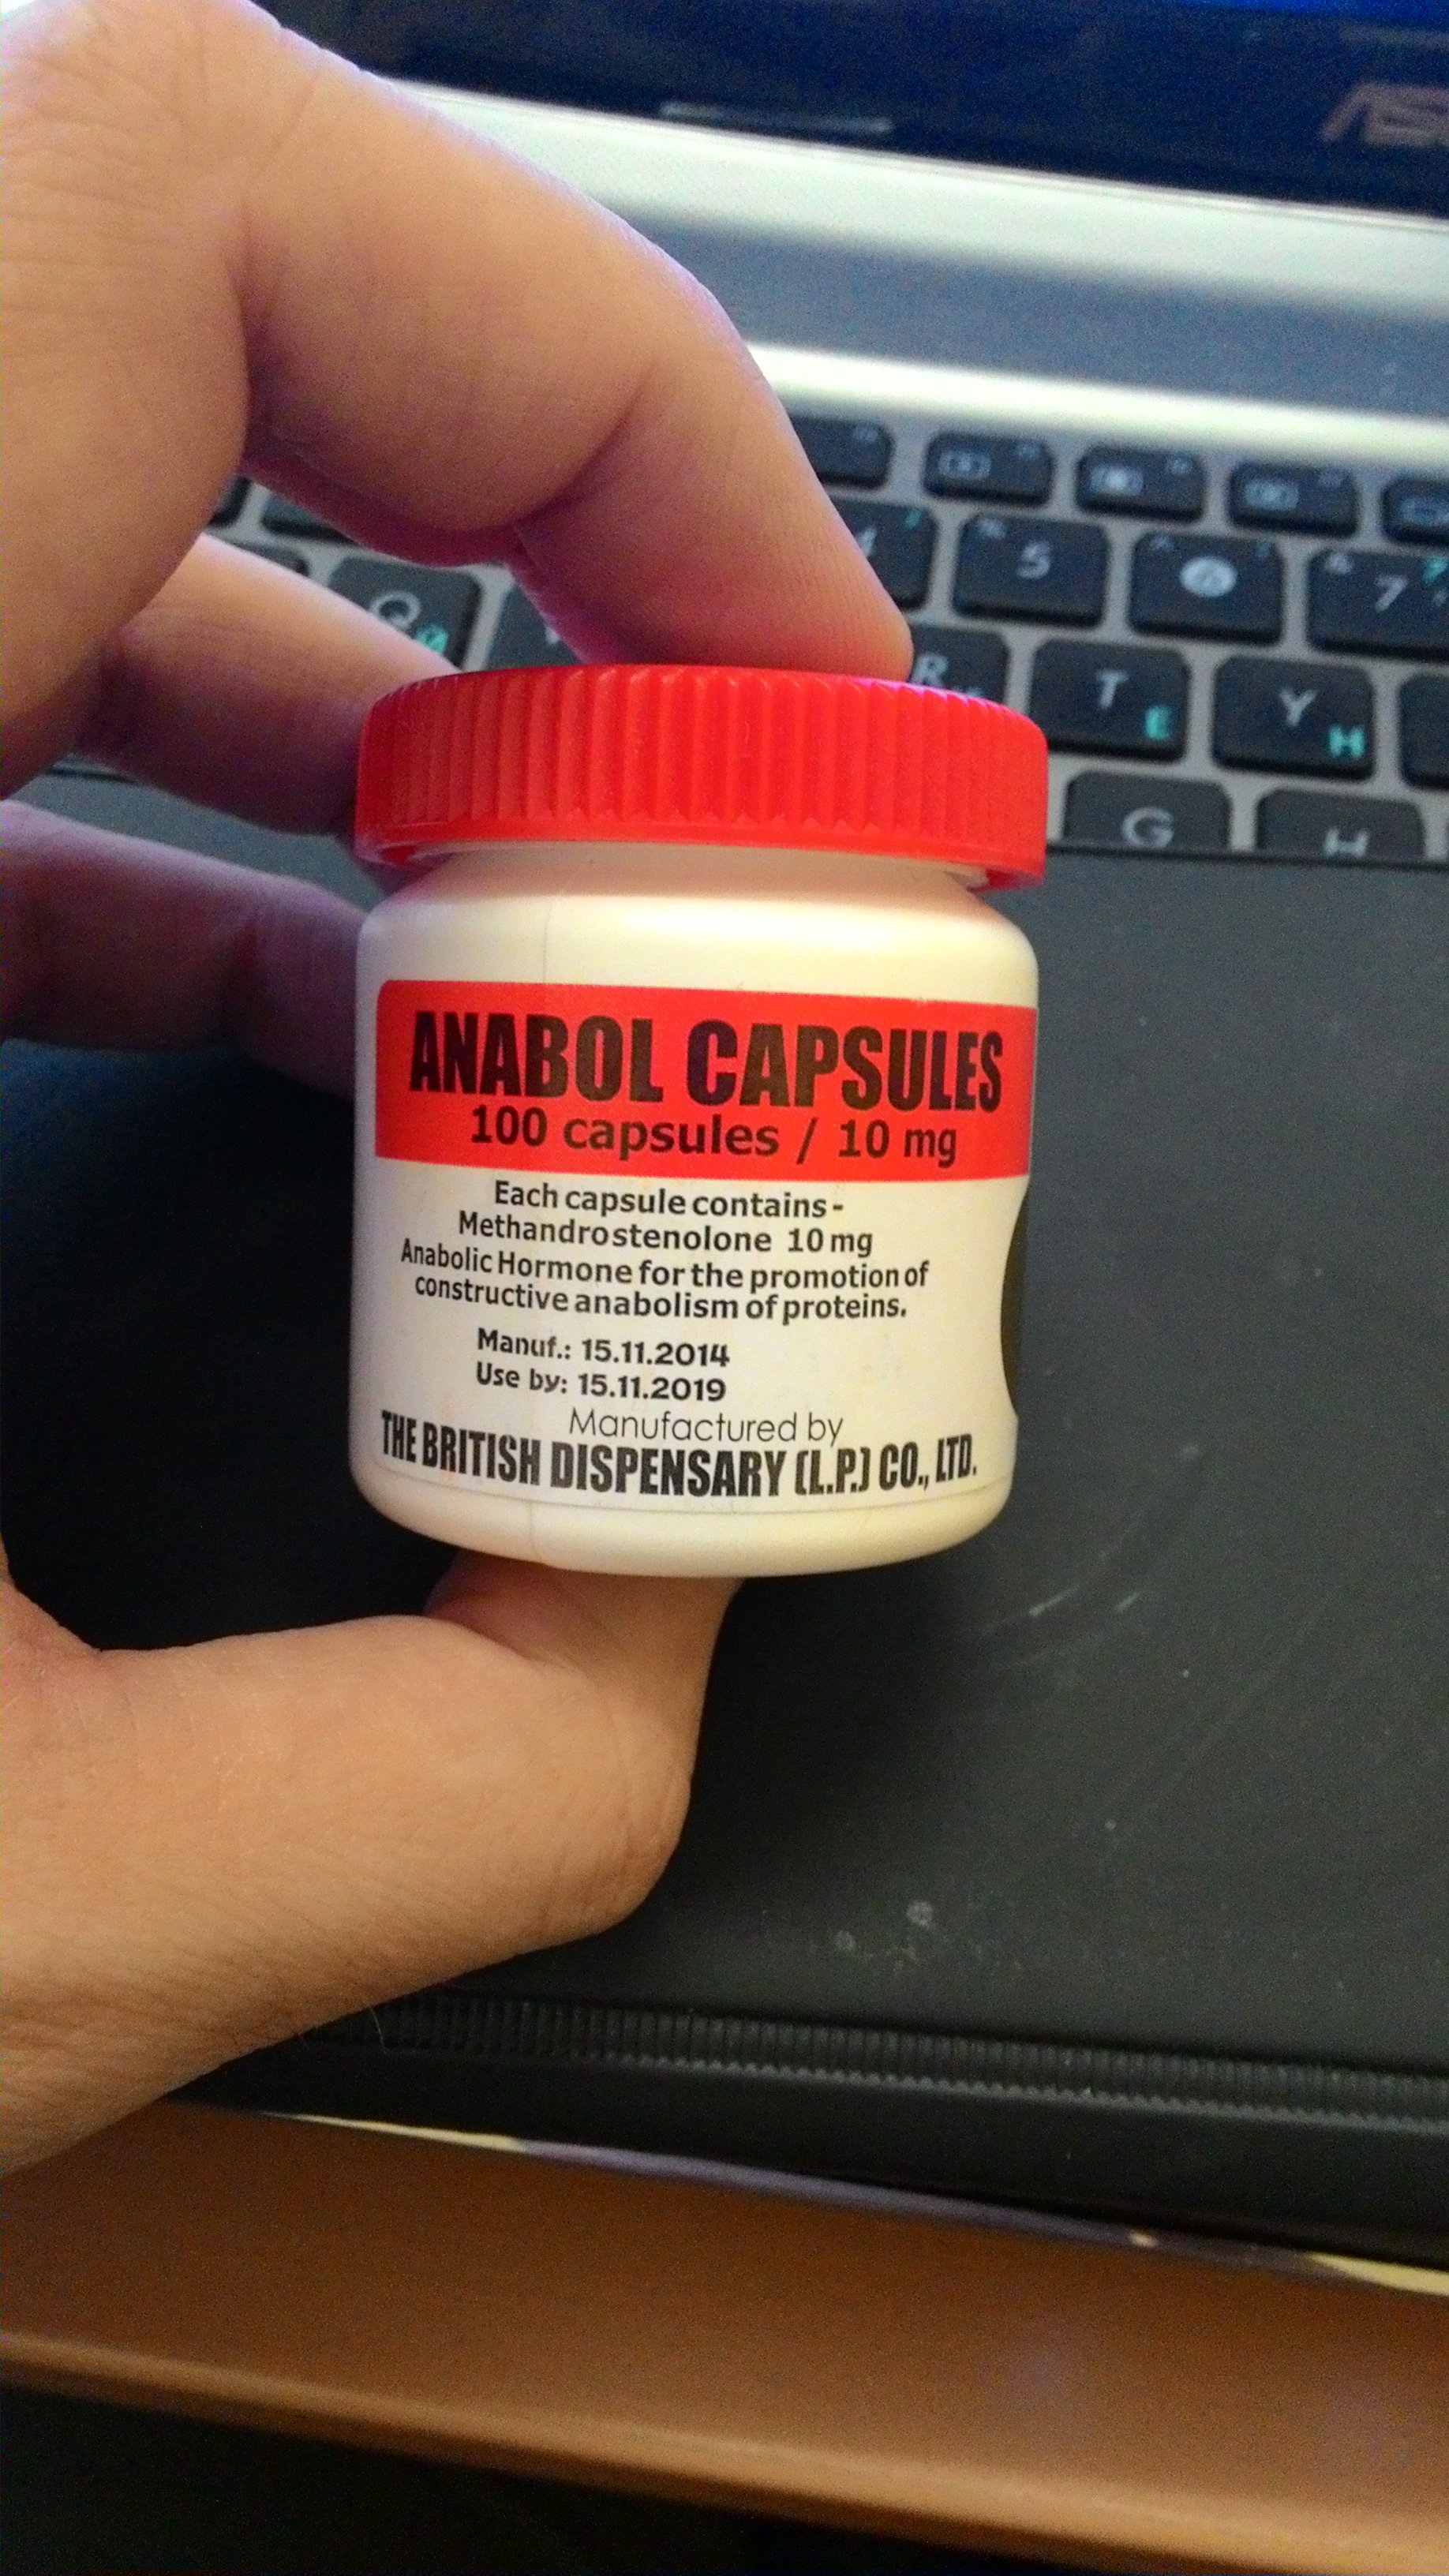 ANABOL CAPSULES
100 capsules / 10 mg
Each capsule contains -
Methandrostenolone 10 mg
Anabolic Hormone for the promotion of
constructive anabolism of proteins.
Manuf.: 15.11.2014
Use by: 15.11.2019
Manufactured by
THE BRITISH DISPENSARY (L.P.) CO., LTD.
5
7
Q Й
R
T Е
Y Н
G
H